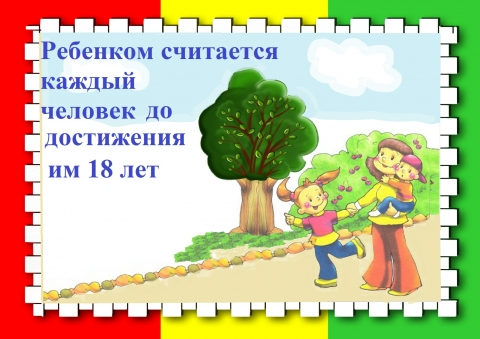 Ребенком считается
каждый
человек до
достижения
им 18 лет